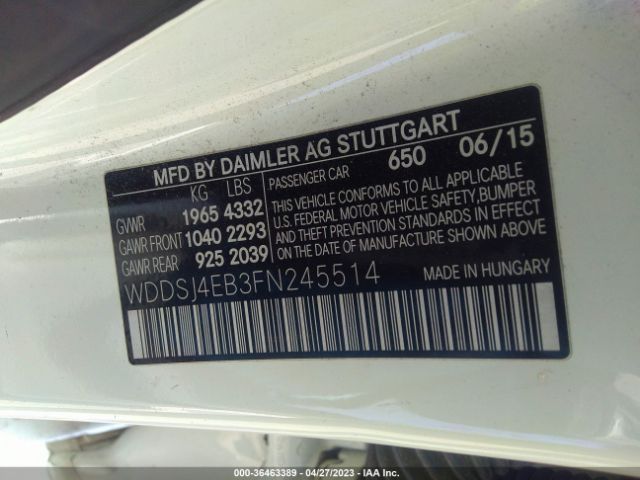 MFD BY DAIMLER AG STUTTGART
KG LBS PASSENGER CAR 650 06/15
GVWR 1965 4332
GAWR FRONT 1040 2293
GAWR REAR 925 2039
THIS VEHICLE CONFORMS TO ALL APPLICABLE
U.S. FEDERAL MOTOR VEHICLE SAFETY,BUMPER
AND THEFT PREVENTION STANDARDS IN EFFECT
ON THE DATE OF MANUFACTURE SHOWN ABOVE
WDDSJ4EB3FN245514 MADE IN HUNGARY
000-36463389 - 04/27/2023 - IAA Inc.